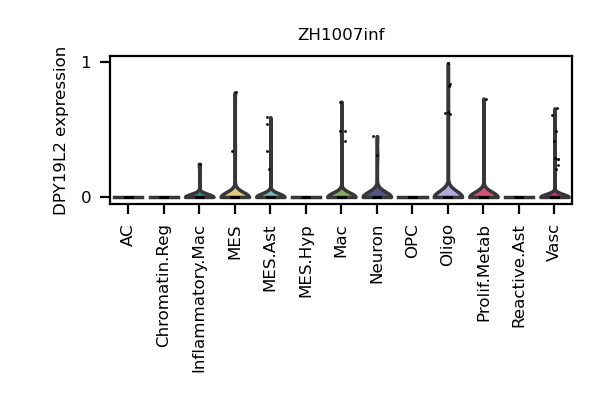 ZH1007inf
DPY19L2 expression
1
0
AC
Chromatin.Reg
Inflammatory.Mac
MES
MES.Ast
MES.Hyp
Mac
Neuron
OPC
Oligo
Prolif.Metab
Reactive.Ast
Vasc